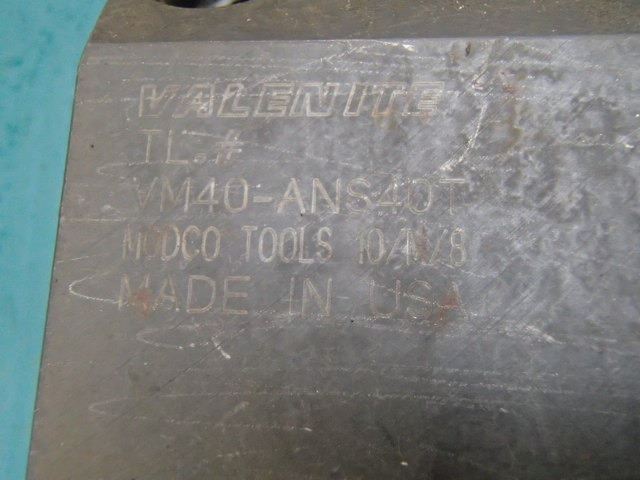 VALENITE
TL.#
VM40-ANS40T
MODCO TOOLS
MADE IN USA